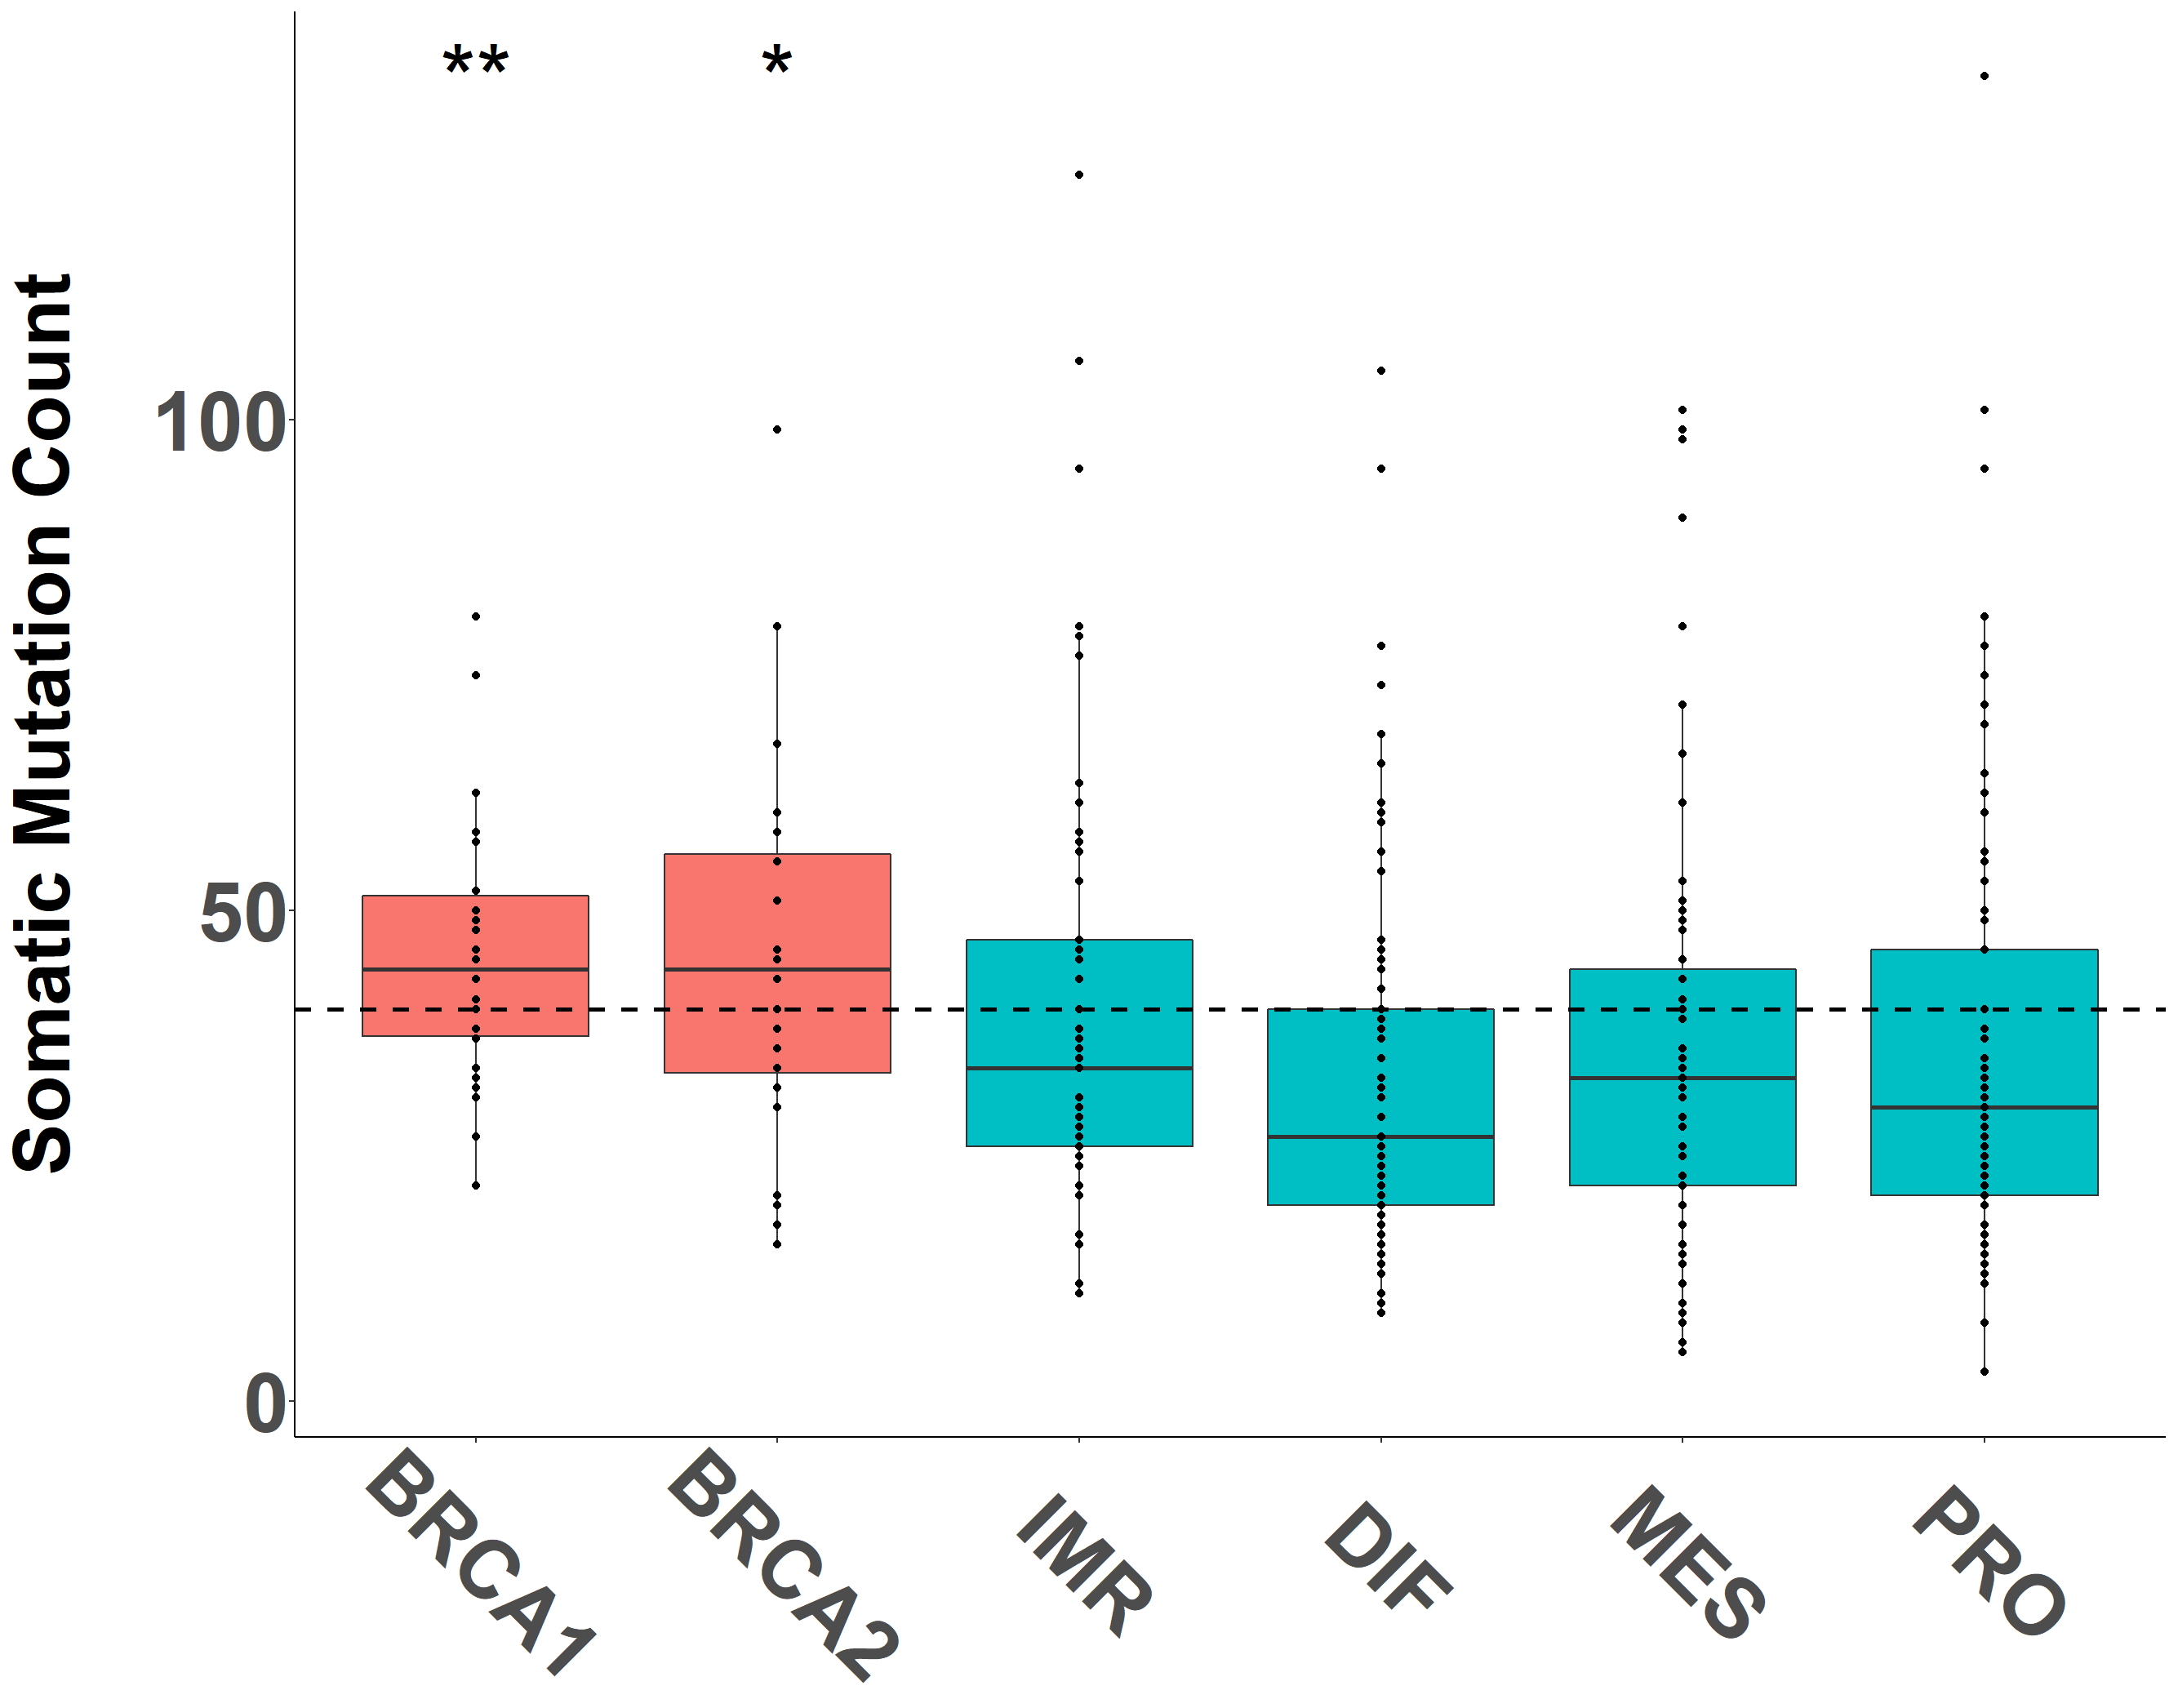 ** *
Somatic Mutation Count
100
50
0
BRCA1 BRCA2 IMR DIF MES PRO